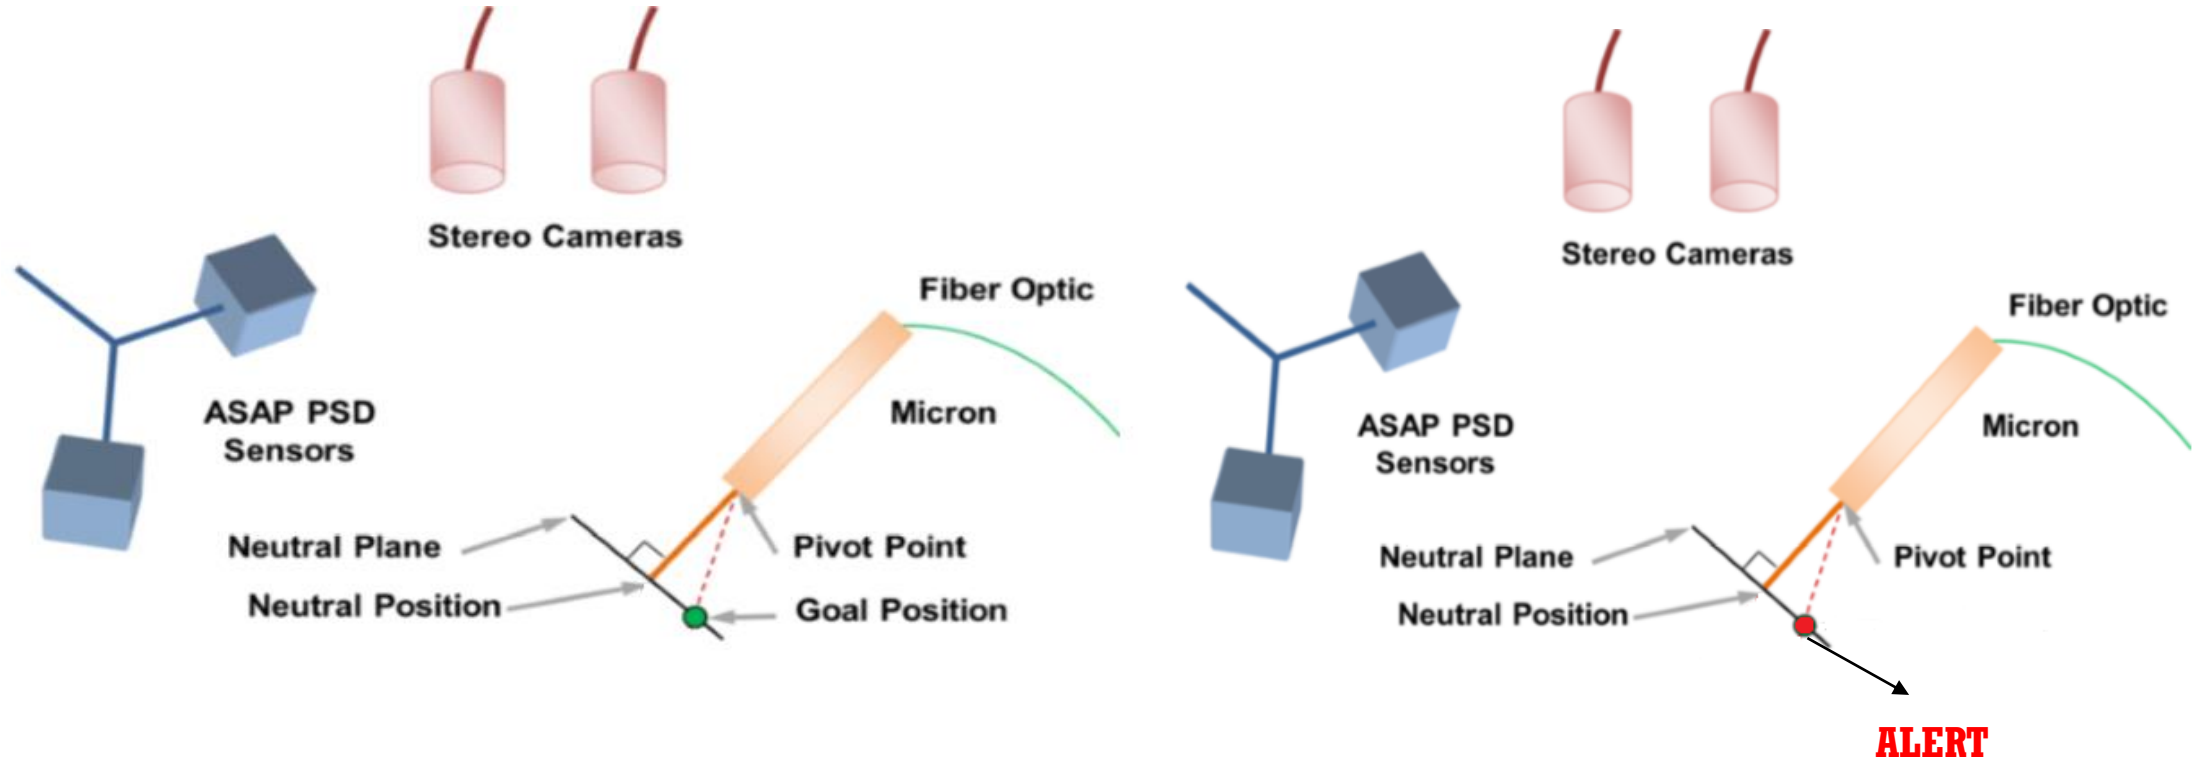 Stereo Cameras
Fiber Optic
ASAP PSD
Sensors
Micron
Neutral Plane
Pivot Point
Neutral Position
Goal Position
Stereo Cameras
Fiber Optic
ASAP PSD
Sensors
Micron
Neutral Plane
Pivot Point
Neutral Position
ALERT